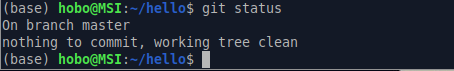 (base) hobo@MSI:~/hello$ git status
On branch master
nothing to commit, working tree clean
(base) hobo@MSI:~/hello$